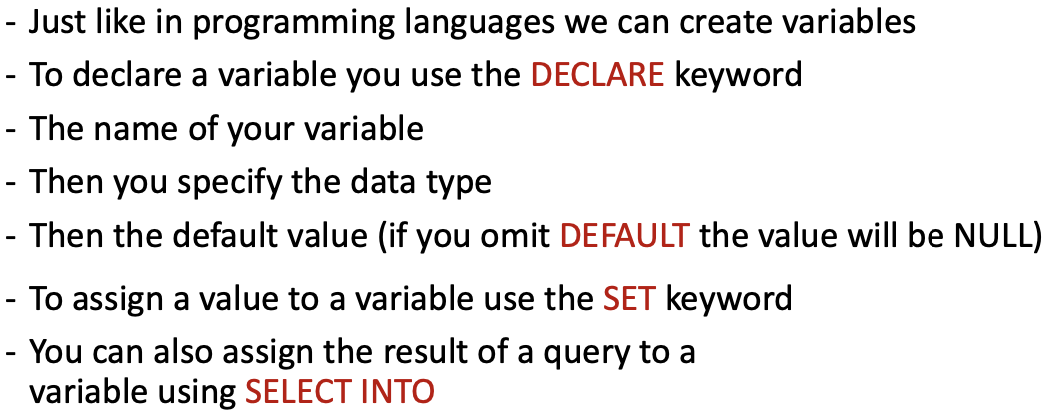 - Just like in programming languages we can create variables
- To declare a variable you use the DECLARE keyword
- The name of your variable
- Then you specify the data type
- Then the default value (if you omit DEFAULT the value will be NULL)
- To assign a value to a variable use the SET keyword
- You can also assign the result of a query to a
variable using SELECT INTO